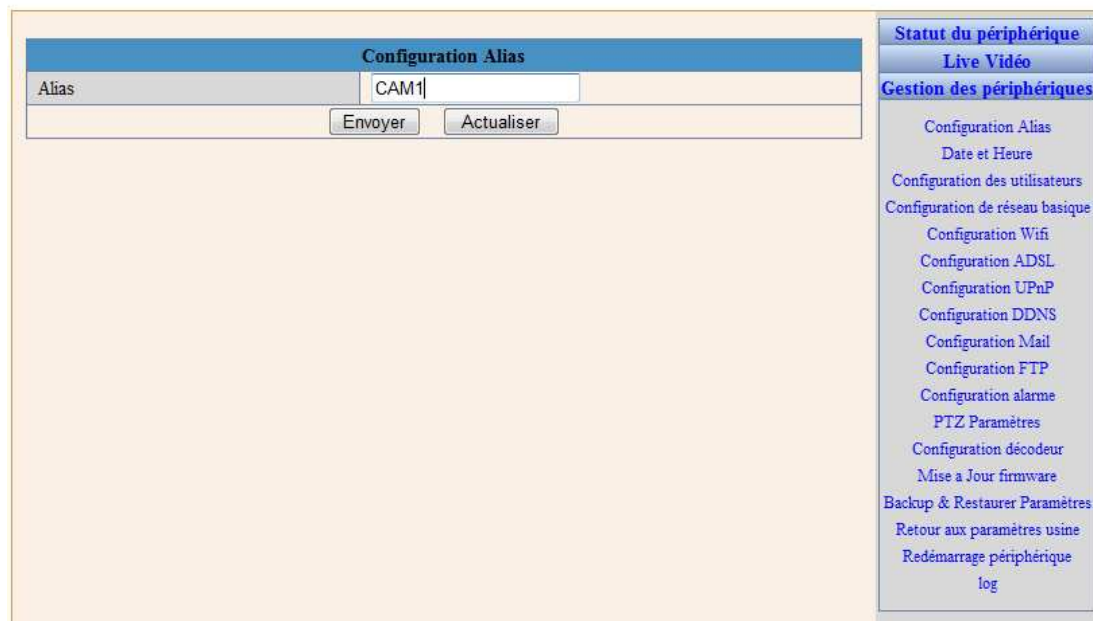 Configuration Alias
Alias
CAM1
Envoyer
Actualiser
Statut du périphérique
Live Vidéo
Gestion des périphériques
Configuration Alias
Date et Heure
Configuration des utilisateurs
Configuration de réseau basique
Configuration Wifi
Configuration ADSL
Configuration UPnP
Configuration DDNS
Configuration Mail
Configuration FTP
Configuration alarme
PTZ Paramètres
Configuration décodeur
Mise a Jour firmware
Backup & Restaurer Paramètres
Retour aux paramètres usine
Redémarrage périphérique
log